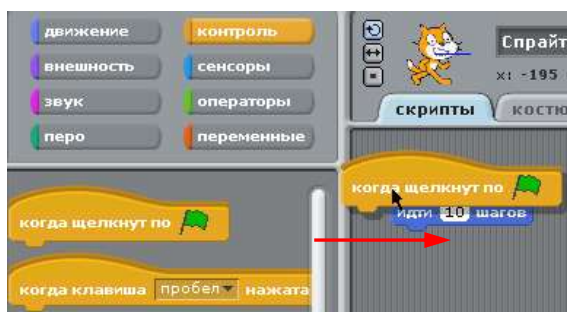 движение
контроль
внешность
сенсоры
звук
операторы
перо
переменные
когда щелкнут по
когда клавиша пробел нажата
Спрайт
x: -195
скрипты
костю
когда щелкнут по
идти 10 шагов